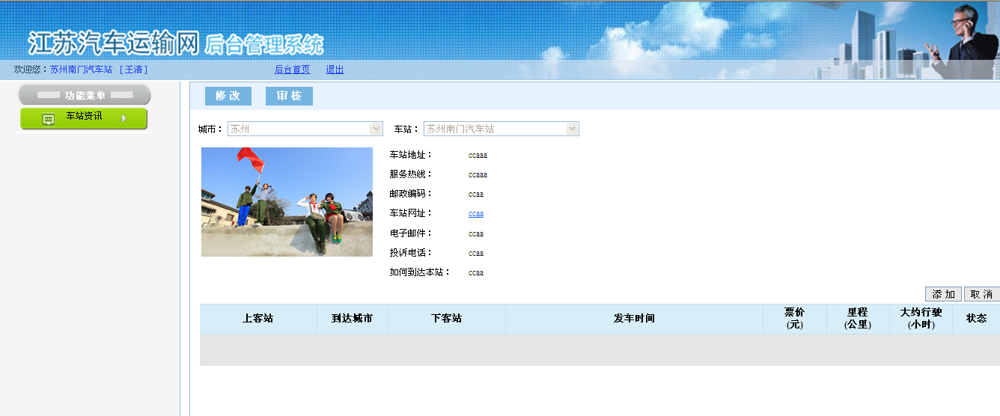 江苏汽车运输网 后台管理系统
欢迎您：苏州南门汽车站 ［王渚］ 后台首页 退出
功能菜单
车站资讯
修 改 审 核
城市： 苏州 车站： 苏州南门汽车站
车站地址： ccaaa
服务热线： ccaaa
邮政编码： ccaa
车站网址： ccaa
电子邮件： ccaa
投诉电话： ccaa
如何到达本站： ccaa
添 加 取 消
上客站 到达城市 下客站 发车时间 票价(元) 里程(公里) 大约行驶(小时) 状态